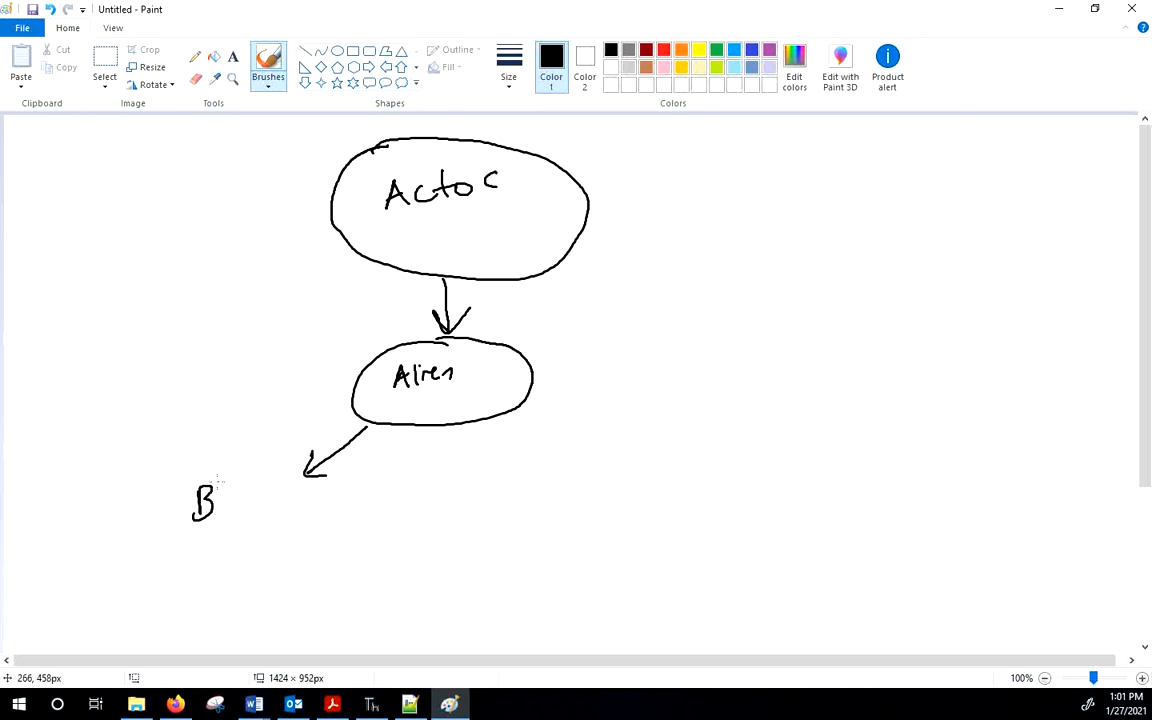 Untitled - Paint
File Home View
Paste
Cut
Copy
Clipboard
Select
Crop
Resize
Rotate
Image
Tools
Brushes
Shapes
Outline
Fill
Size
Color 1
Color 2
Colors
Edit colors
Edit with Paint 3D
Product alert
Actor
Alien
B
266, 458px
1424 × 952px
100%
1:01 PM
1/27/2021